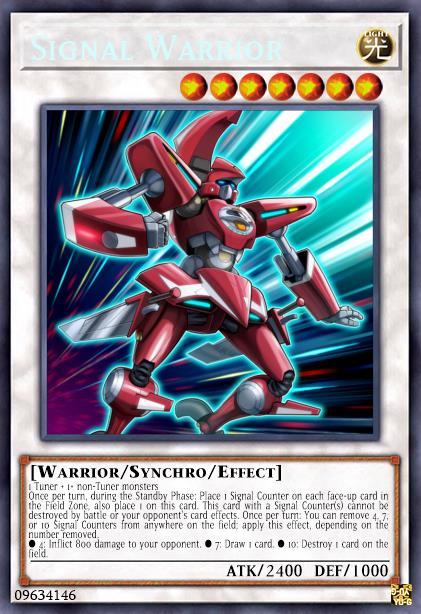 Signal Warrior
LIGHT
光
[Warrior/Synchro/Effect]
1 Tuner + 1+ non-Tuner monsters
Once per turn, during the Standby Phase: Place 1 Signal Counter on each face-up card in
the Field Zone, also place 1 on this card. This card with a Signal Counter(s) cannot be
destroyed by battle or your opponent's card effects. Once per turn: You can remove 4, 7,
or 10 Signal Counters from anywhere on the field; apply this effect, depending on the
number removed.
● 4: Inflict 800 damage to your opponent. ● 7: Draw 1 card. ● 10: Destroy 1 card on the
field.
ATK/2400 DEF/1000
09634146